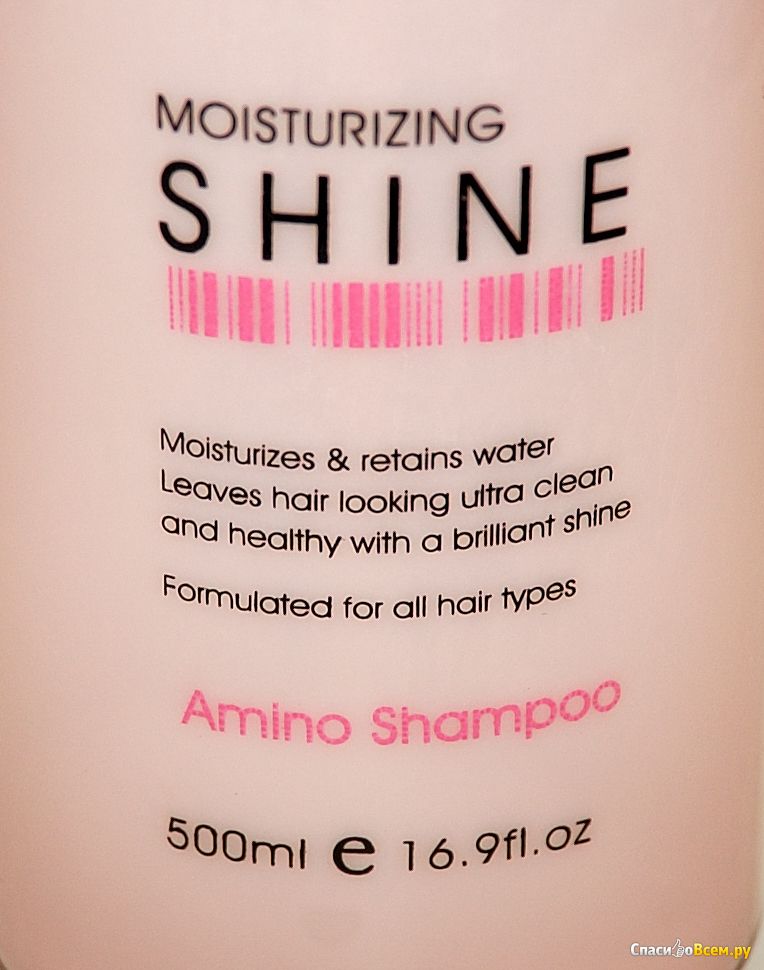 MOISTURIZING
SHINE
Moisturizes & retains water
Leaves hair looking ultra clean
and healthy with a brilliant shine
Formulated for all hair types
Amino Shampoo
500ml e 16.9fl.oz
СпасибоВсем.ру